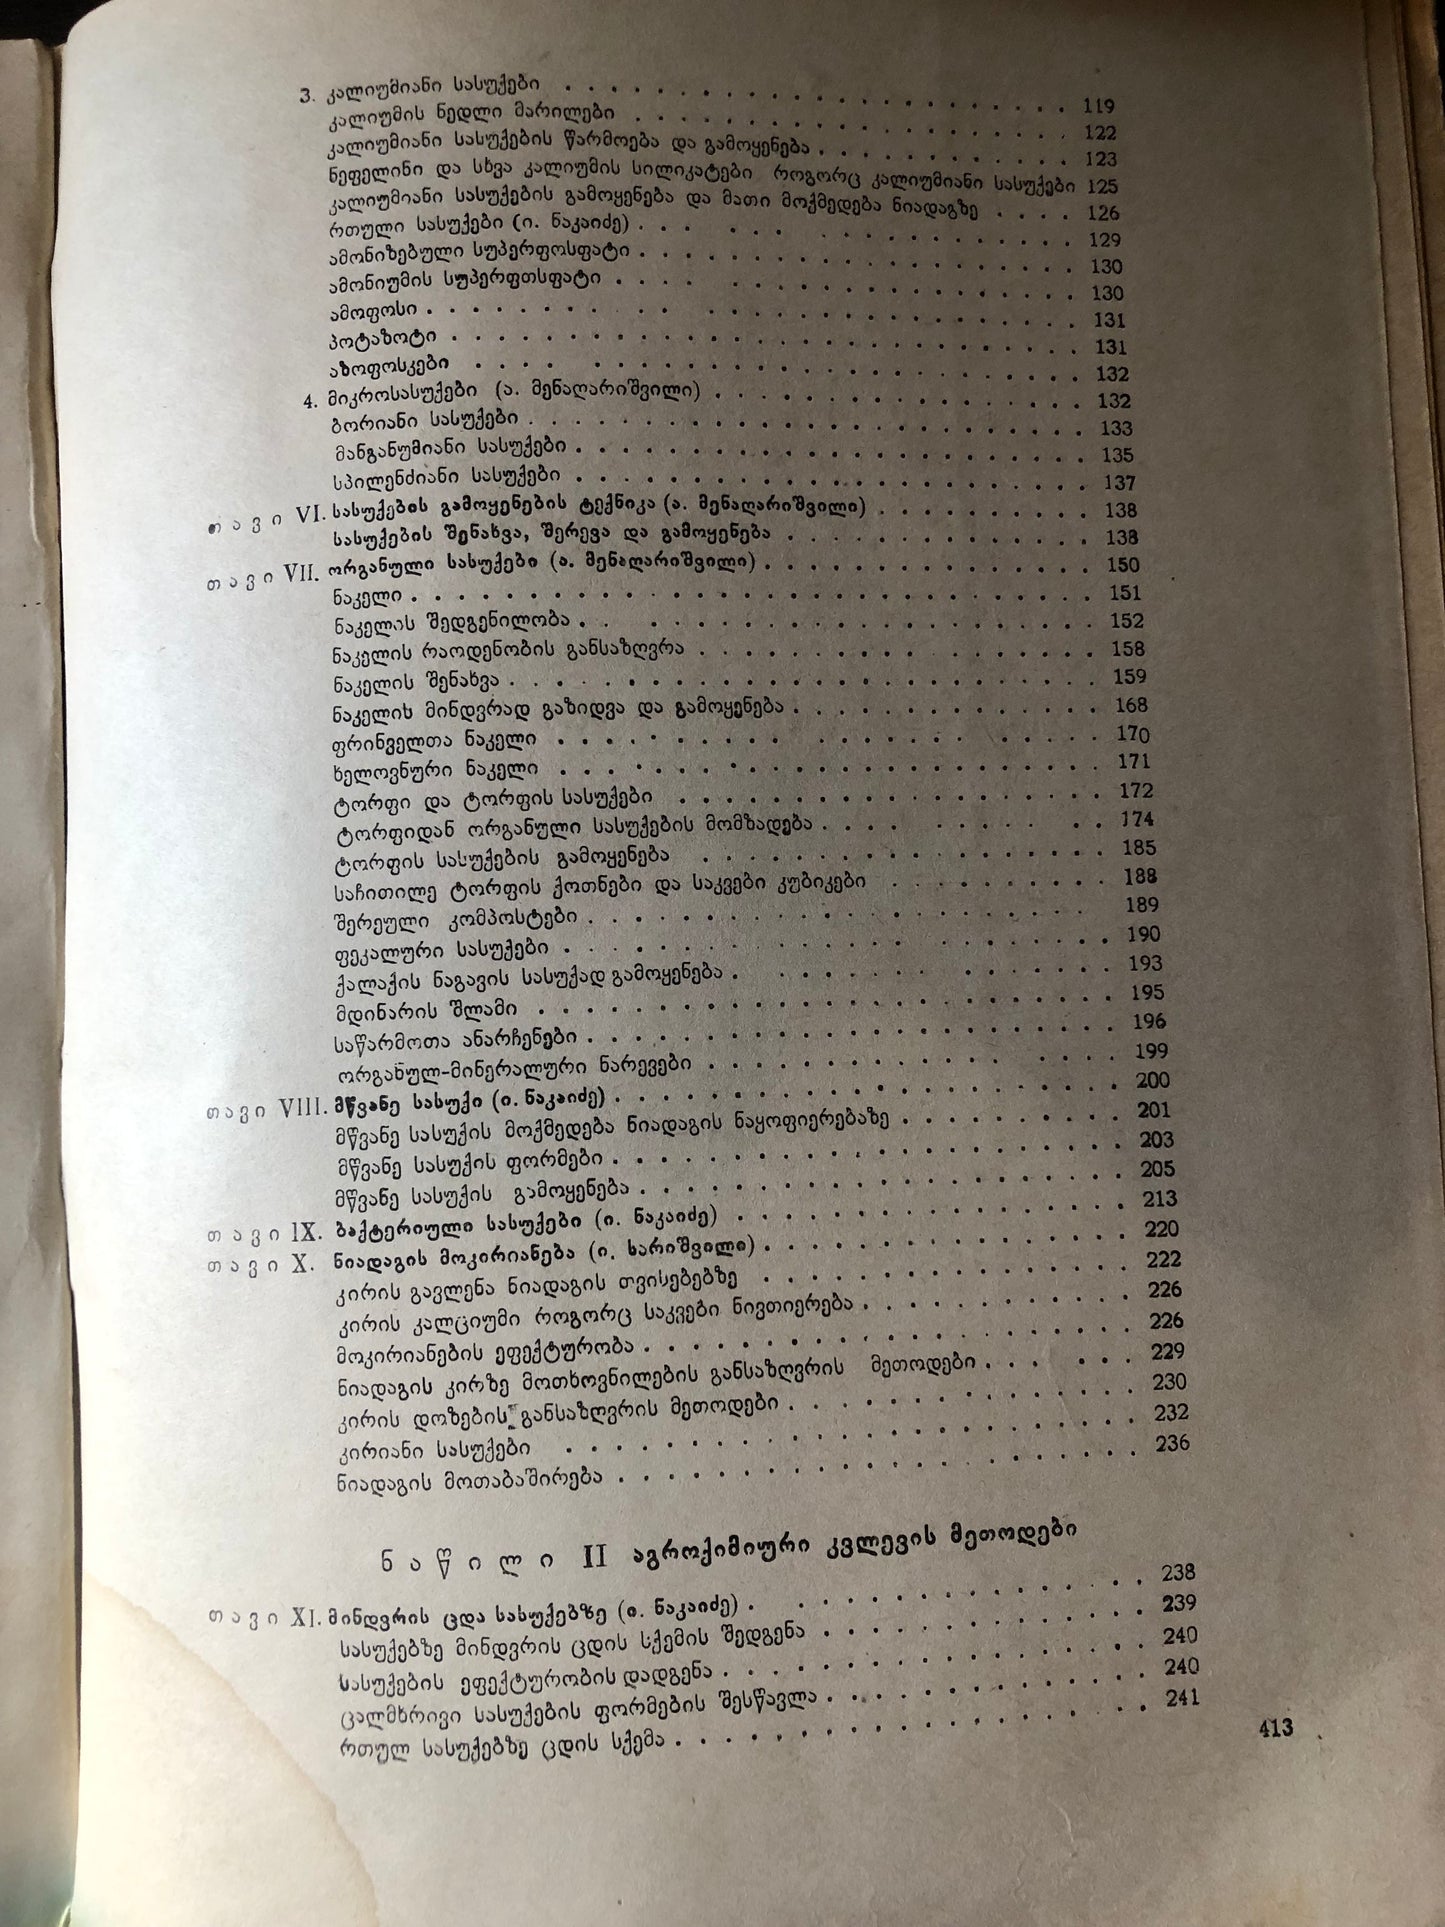 3. კალიუმიანი სასუქები . . . . . . . . . . . . . . . . . . . . 119
კალიუმის ნედლი მარილები . . . . . . . . . . . . . . . . . . 122
კალიუმიანი სასუქების წარმოება და გამოყენება . . . . . . . . . . . 123
ნეფელინი და სხვა კალიუმის სილიკატები როგორც კალიუმიანი სასუქები 125
კალიუმიანი სასუქების გამოყენება და მათი მოქმედება ნიადაგზე . . . . 126
რთული სასუქები (ი. ნაკაიძე) . . . . . . . . . . . . . . . . . 129
ამონიზებული სუპერფოსფატი . . . . . . . . . . . . . . . . . 130
ამონიუმის სუპერფთსფატი . . . . . . . . . . . . . . . . . . 130
ამოფოსი . . . . . . . . . . . . . . . . . . . . . . . . . 131
პოტაზოტი . . . . . . . . . . . . . . . . . . . . . . . . 131
აზოფოსკები . . . . . . . . . . . . . . . . . . . . . . . 132
4. მიკროსასუქები (ა. მენაღარიშვილი) . . . . . . . . . . . . . . . 132
ბორიანი სასუქები . . . . . . . . . . . . . . . . . . . . . . 133
მანგანუმიანი სასუქები . . . . . . . . . . . . . . . . . . . . 135
სპილენძიანი სასუქები . . . . . . . . . . . . . . . . . . . . 137
თავი VI. სასუქების გამოყენების ტექნიკა (ა. მენაღარიშვილი) . . . . . . . . . 138
სასუქების შენახვა, შერევა და გამოყენება . . . . . . . . . . . . 138
თავი VII. ორგანული სასუქები (ა. მენაღარიშვილი) . . . . . . . . . . . . . 150
ნაკელი . . . . . . . . . . . . . . . . . . . . . . . . . . 151
ნაკელის შედგენილობა . . . . . . . . . . . . . . . . . . . . 152
ნაკელის რაოდენობის განსაზღვრა . . . . . . . . . . . . . . . 158
ნაკელის შენახვა . . . . . . . . . . . . . . . . . . . . . . 159
ნაკელის მინდვრად გაზიდვა და გამოყენება . . . . . . . . . . . . 168
ფრინველთა ნაკელი . . . . . . . . . . . . . . . . . . . . . 170
ხელოვნური ნაკელი . . . . . . . . . . . . . . . . . . . . . 171
ტორფი და ტორფის სასუქები . . . . . . . . . . . . . . . . . 172
ტორფიდან ორგანული სასუქების მომზადება . . . . . . . . . . 174
ტორფის სასუქების გამოყენება . . . . . . . . . . . . . . . . 185
საჩითილე ტორფის ქოთნები და საკვები კუბიკები . . . . . . . . . 188
შერეული კომპოსტები . . . . . . . . . . . . . . . . . . . . 189
ფეკალური სასუქები . . . . . . . . . . . . . . . . . . . . . 190
ქალაქის ნაგავის სასუქად გამოყენება . . . . . . . . . . . . . . 193
მდინარის შლამი . . . . . . . . . . . . . . . . . . . . . . 195
საწარმოთა ანარჩენები . . . . . . . . . . . . . . . . . . . . 196
ორგანულ-მინერალური ნარევები . . . . . . . . . . . . . . . 199
თავი VIII. მწვანე სასუქი (ი. ნაკაიძე) . . . . . . . . . . . . . . . . . . . 200
მწვანე სასუქის მოქმედება ნიადაგის ნაყოფიერებაზე . . . . . . . . 201
მწვანე სასუქის ფორმები . . . . . . . . . . . . . . . . . . . 203
მწვანე სასუქის გამოყენება . . . . . . . . . . . . . . . . . . 205
თავი IX. ბაქტერიული სასუქები (ი. ნაკაიძე) . . . . . . . . . . . . . . . 213
თავი X. ნიადაგის მოკირიანება (ი. სარიშვილი) . . . . . . . . . . . . . . 220
კირის გავლენა ნიადაგის თვისებებზე . . . . . . . . . . . . . . 222
კირის კალციუმი როგორც საკვები ნივთიერება . . . . . . . . . . 226
მოკირიანების ეფექტურობა . . . . . . . . . . . . . . . . . . 226
ნიადაგის კირზე მოთხოვნილების განსაზღვრის მეთოდები . . . . . . 229
კირის დოზების განსაზღვრის მეთოდები . . . . . . . . . . . . . 230
კირიანი სასუქები . . . . . . . . . . . . . . . . . . . . . . 232
ნიადაგის მოთაბაშირება . . . . . . . . . . . . . . . . . . . 236
ნაწილი II აგროქიმიური კვლევის მეთოდები
238
თავი XI. მინდვრის ცდა სასუქებზე (ი. ნაკაიძე) . . . . . . . . . . . . . . . 239
სასუქებზე მინდვრის ცდის სქემის შედგენა . . . . . . . . . . . . 240
სასუქების ეფექტურობის დადგენა . . . . . . . . . . . . . . . . 240
ცალმხრივი სასუქების ფორმების შესწავლა . . . . . . . . . . . . 241
რთულ სასუქებზე ცდის სქემა . . . . . . . . . . . . . . . . .
413